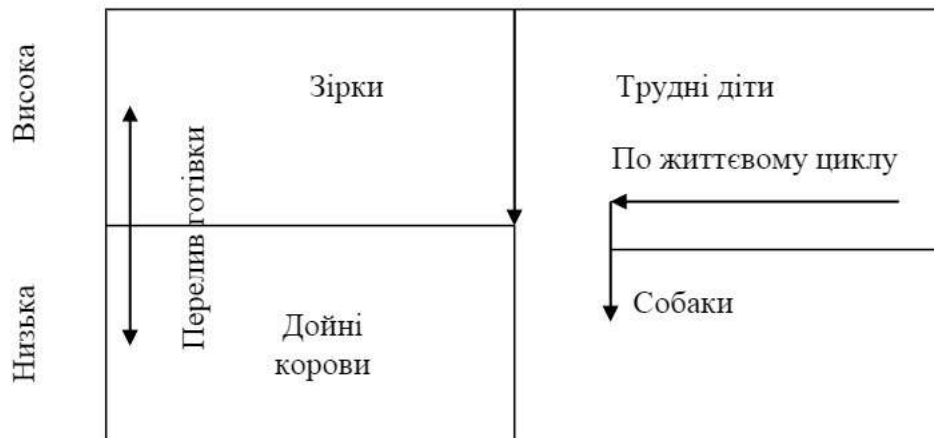 Висока
Зірки
Трудні діти
Перелив готівки
По життєвому циклу
Низька
Собаки
Дойні
корови